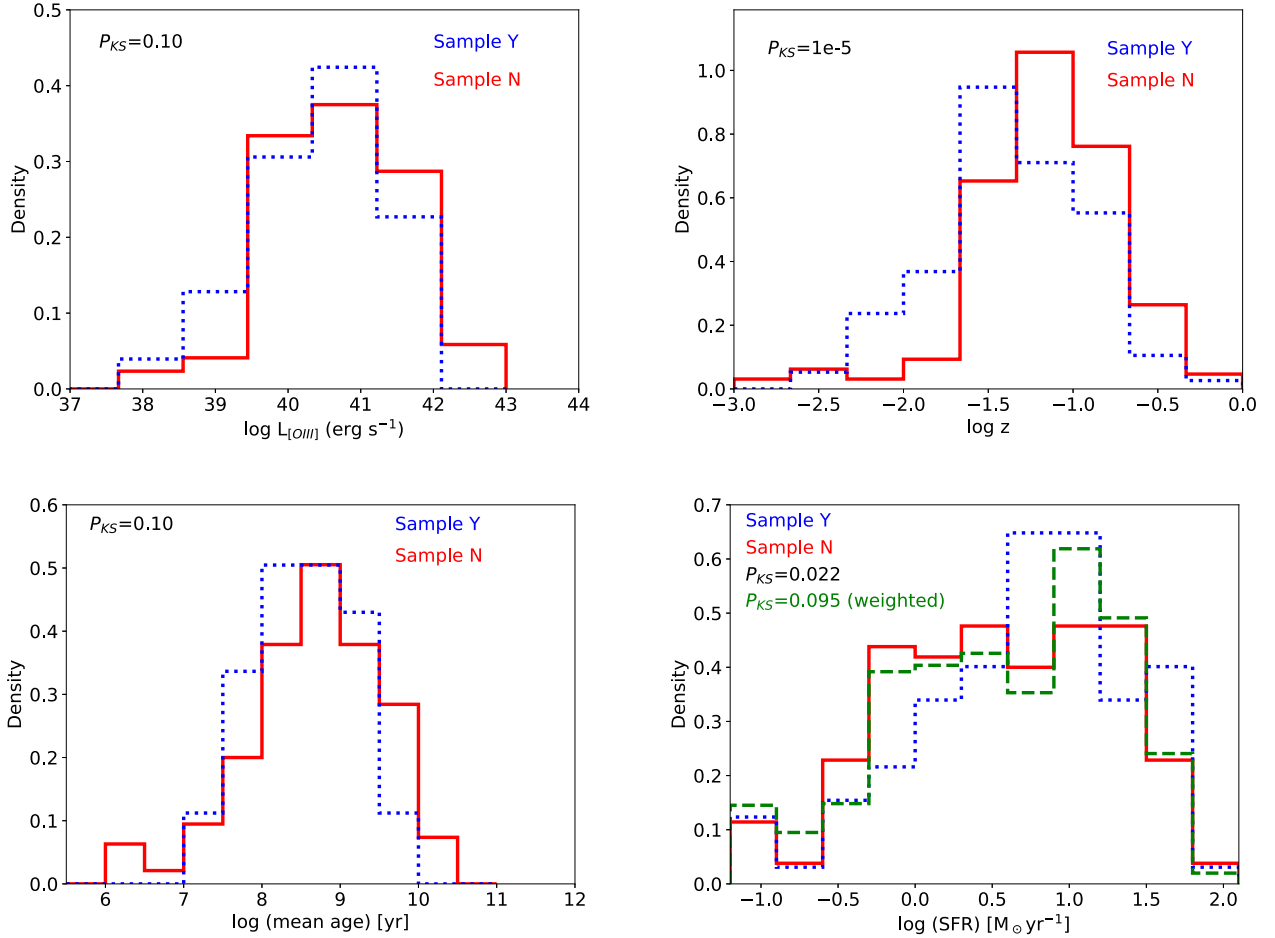 0.5
P_KS=0.10
Sample Y
Sample N
0.4
0.3
0.2
0.1
0.0
Density
37 38 39 40 41 42 43 44
log L_[OIII] (erg s⁻¹)
P_KS=1e-5
Sample Y
Sample N
1.0
0.8
0.6
0.4
0.2
0.0
Density
−3.0 −2.5 −2.0 −1.5 −1.0 −0.5 0.0
log z
0.6
P_KS=0.10
Sample Y
Sample N
0.5
0.4
0.3
0.2
0.1
0.0
Density
6 7 8 9 10 11 12
log (mean age) [yr]
0.7
Sample Y
Sample N
P_KS=0.022
P_KS=0.095 (weighted)
0.6
0.5
0.4
0.3
0.2
0.1
0.0
Density
−1.0 −0.5 0.0 0.5 1.0 1.5 2.0
log (SFR) [M_⊙yr⁻¹]